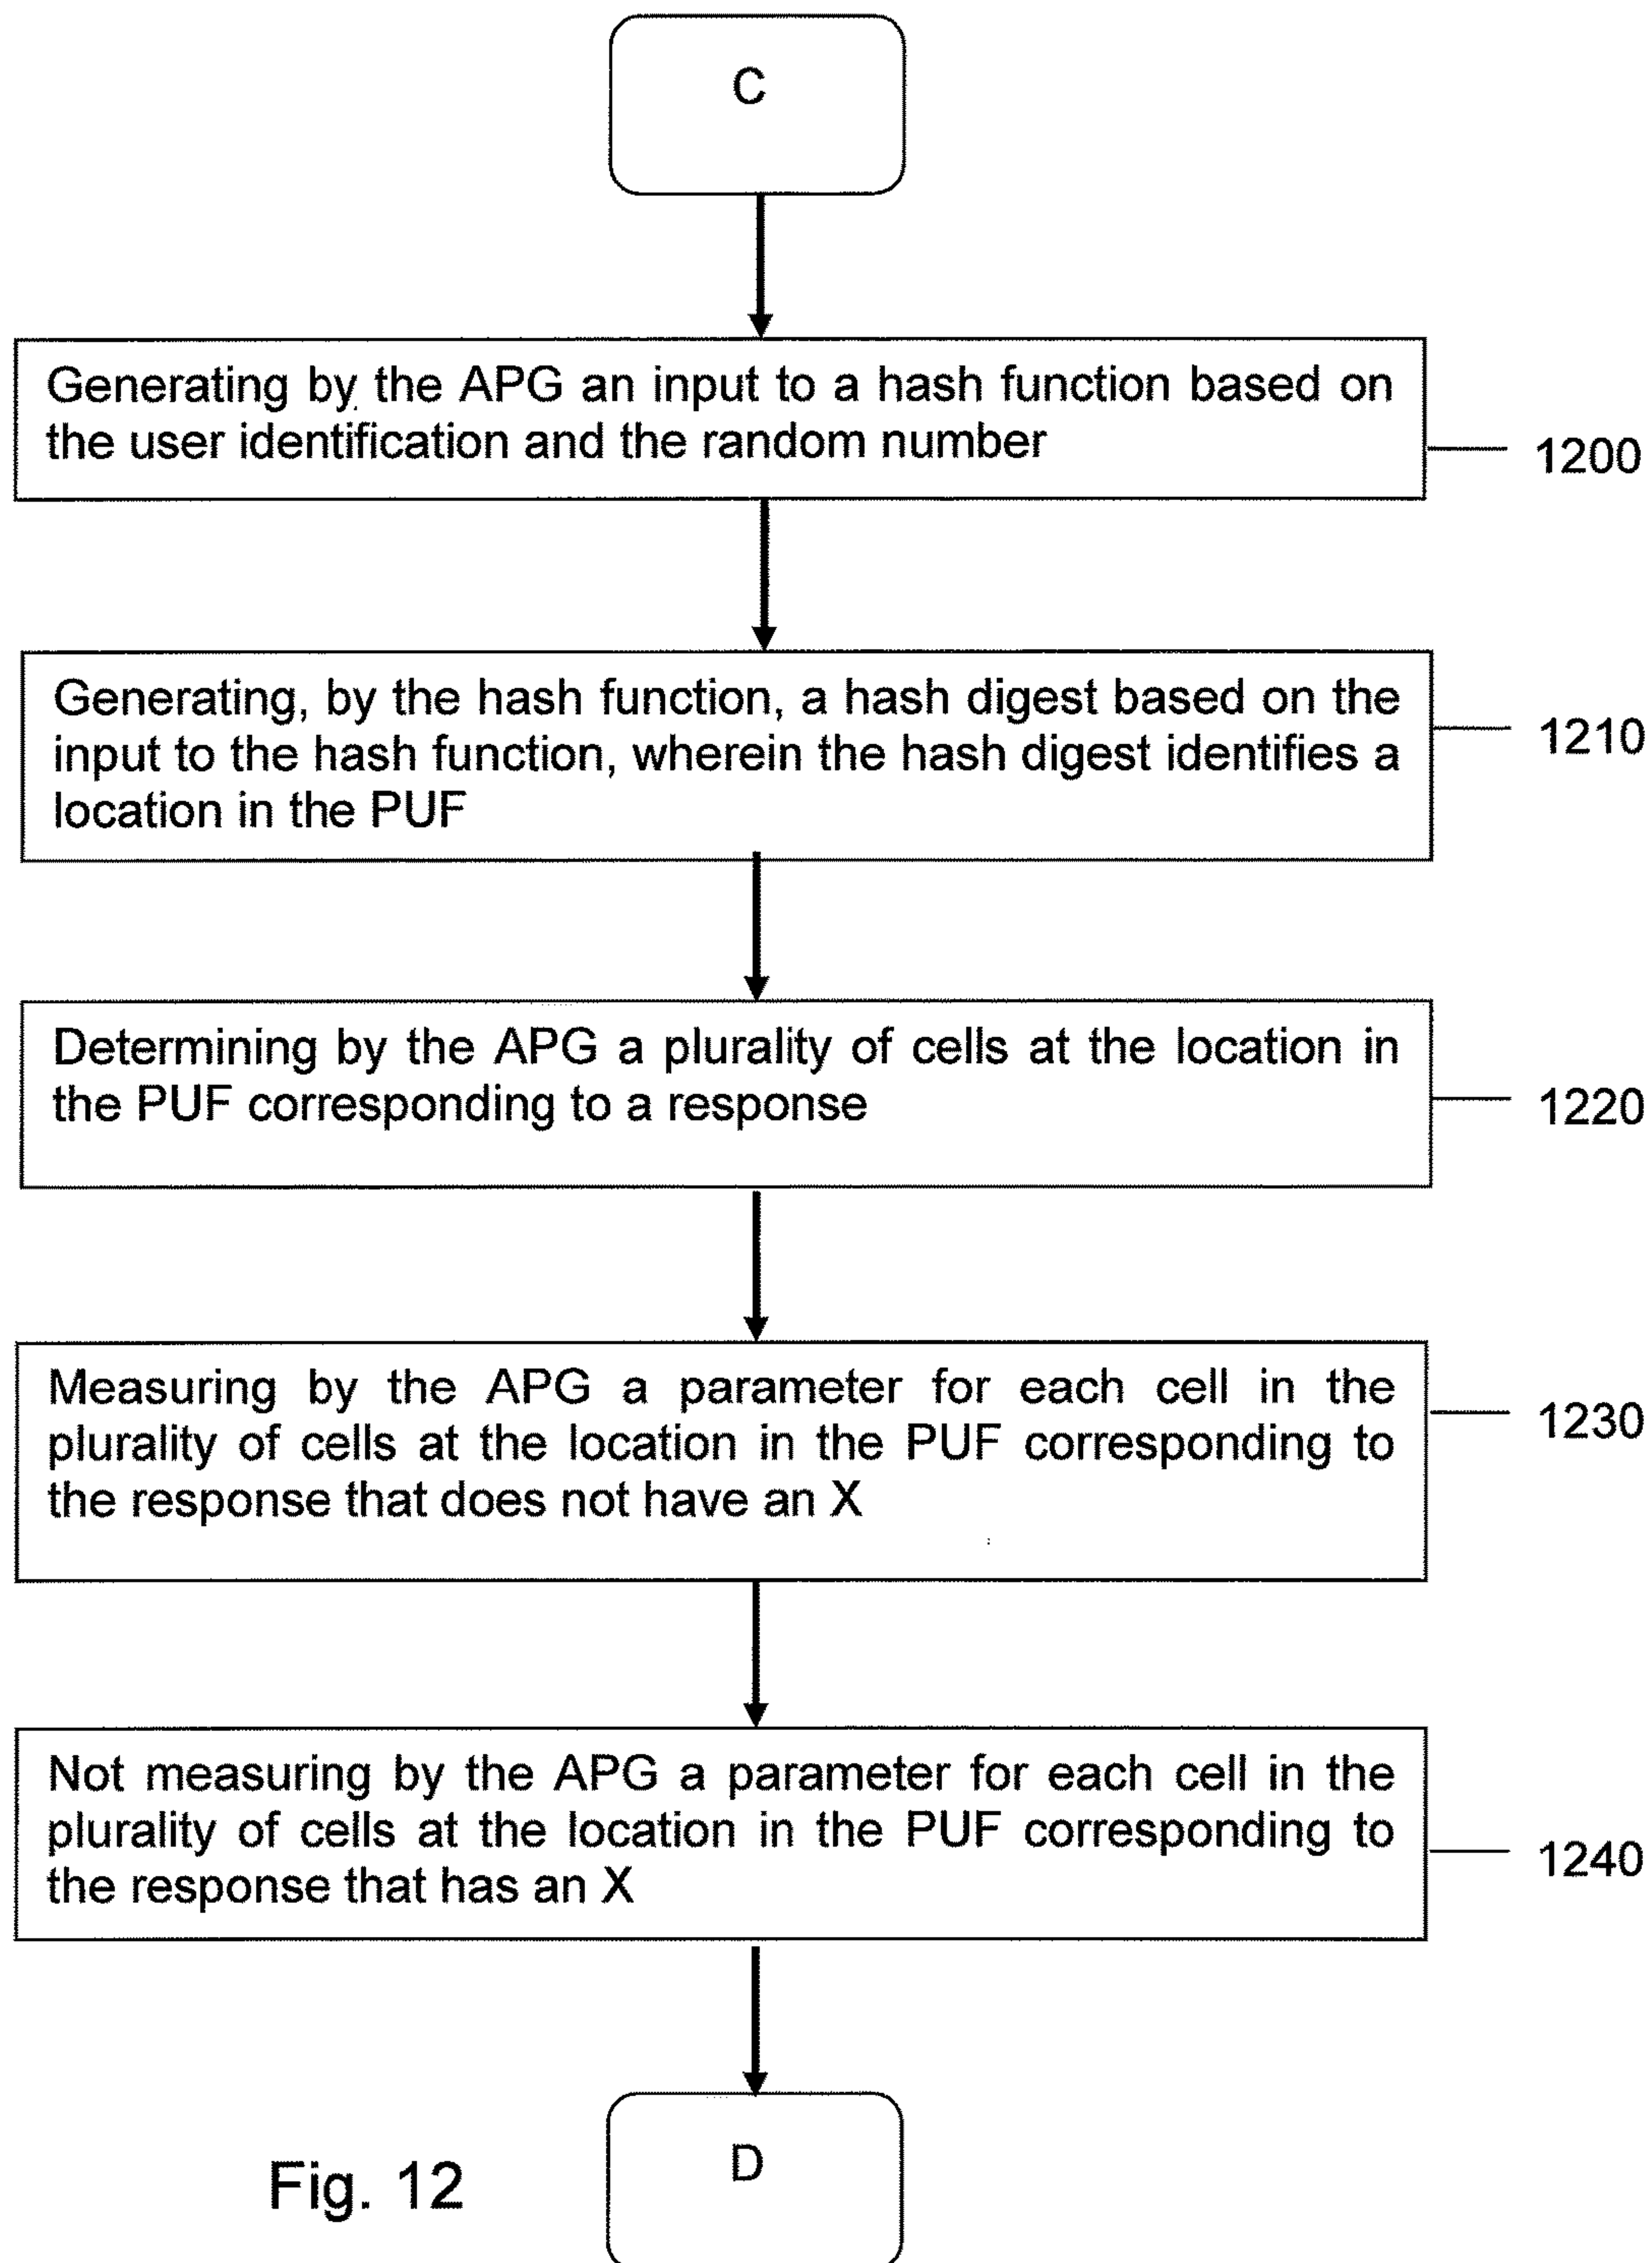 C
Generating by the APG an input to a hash function based on
the user identification and the random number
1200
Generating, by the hash function, a hash digest based on the
input to the hash function, wherein the hash digest identifies a
location in the PUF
1210
Determining by the APG a plurality of cells at the location in
the PUF corresponding to a response
1220
Measuring by the APG a parameter for each cell in the
plurality of cells at the location in the PUF corresponding to
the response that does not have an X
1230
Not measuring by the APG a parameter for each cell in the
plurality of cells at the location in the PUF corresponding to
the response that has an X
1240
D
Fig. 12